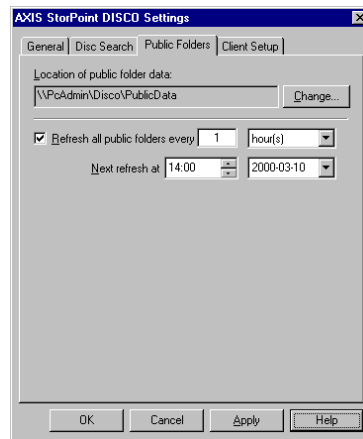 AXIS StorPoint DISCO Settings
General Disc Search Public Folders Client Setup
Location of public folder data:
\\PcAdmin\Disco\PublicData Change...
Refresh all public folders every 1 hour(s)
Next refresh at 14:00 2000-03-10
OK Cancel Apply Help